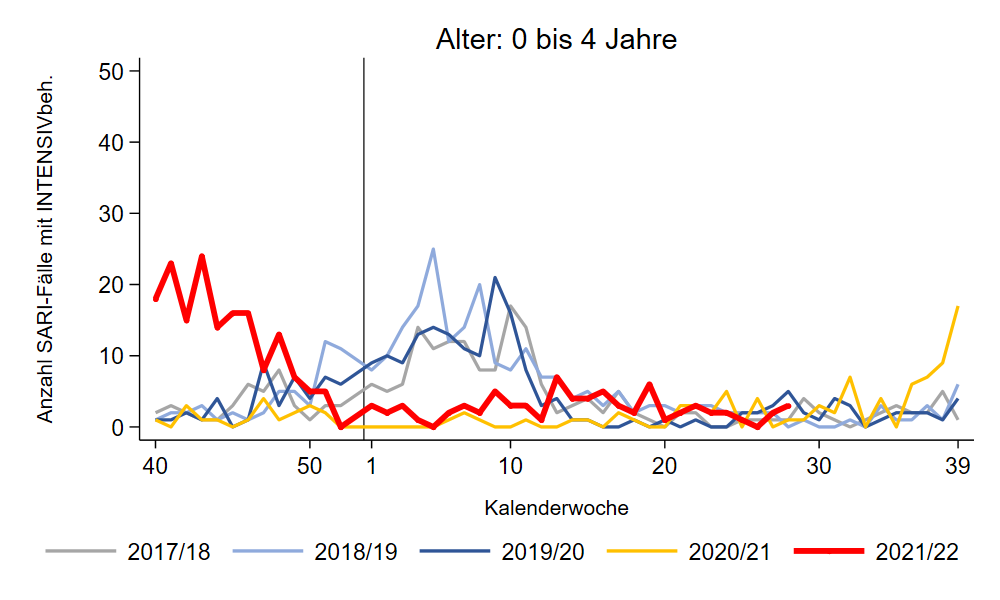 Alter: 0 bis 4 Jahre
Anzahl SARI-Fälle mit INTENSIVbeh.
50
40
30
20
10
0
40 50 1 10 20 30 39
Kalenderwoche
2017/18 2018/19 2019/20 2020/21 2021/22